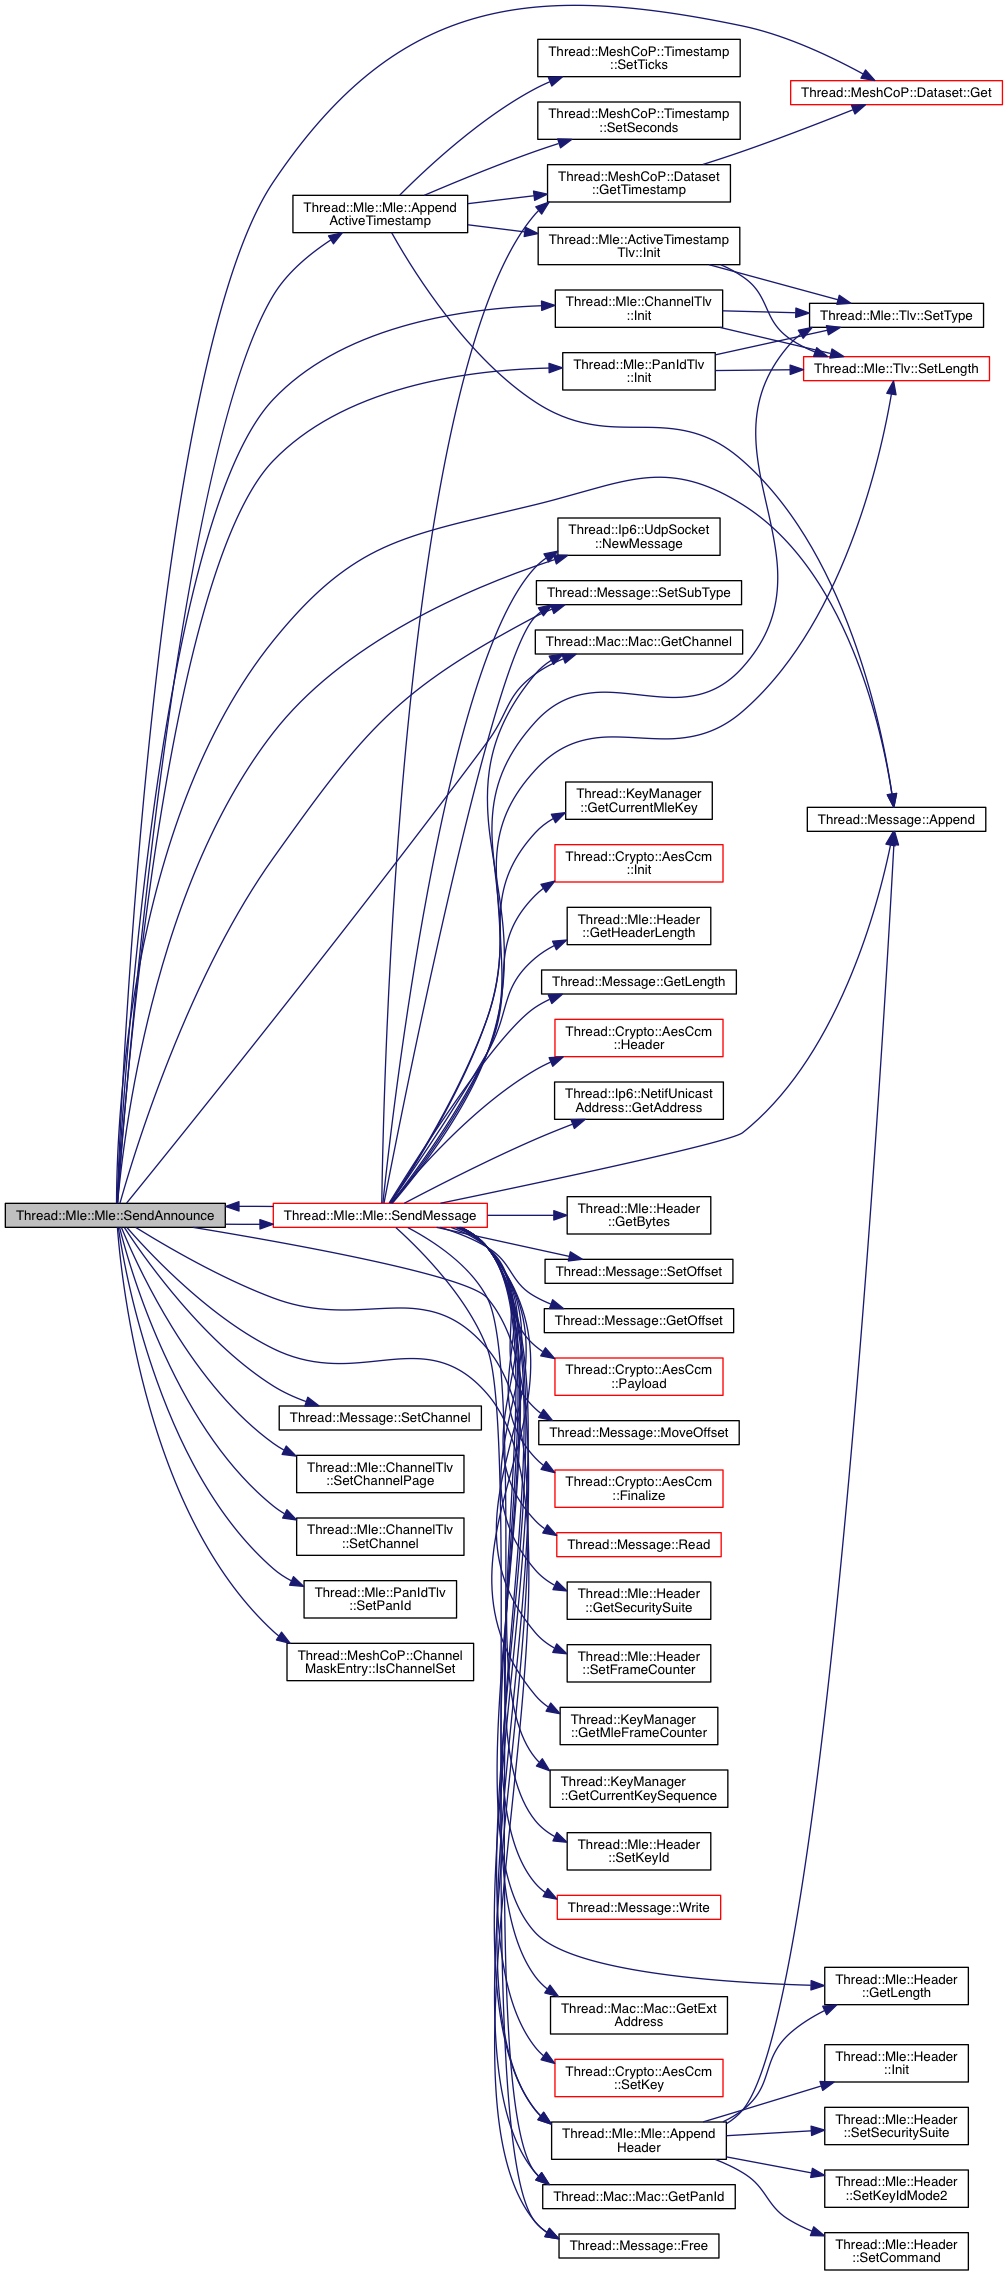 Thread::MeshCoP::Timestamp
::SetTicks
Thread::MeshCoP::Dataset::Get
Thread::MeshCoP::Timestamp
::SetSeconds
Thread::MeshCoP::Dataset
::GetTimestamp
Thread::Mle::Mle::Append
ActiveTimestamp
Thread::Mle::ActiveTimestamp
Tlv::Init
Thread::Mle::ChannelTlv
::Init
Thread::Mle::Tlv::SetType
Thread::Mle::PanIdTlv
::Init
Thread::Mle::Tlv::SetLength
Thread::Ip6::UdpSocket
::NewMessage
Thread::Message::SetSubType
Thread::Mac::Mac::GetChannel
Thread::KeyManager
::GetCurrentMleKey
Thread::Message::Append
Thread::Crypto::AesCcm
::Init
Thread::Mle::Header
::GetHeaderLength
Thread::Message::GetLength
Thread::Crypto::AesCcm
::Header
Thread::Ip6::NetifUnicast
Address::GetAddress
Thread::Mle::Mle::SendAnnounce
Thread::Mle::Mle::SendMessage
Thread::Mle::Header
::GetBytes
Thread::Message::SetOffset
Thread::Message::GetOffset
Thread::Crypto::AesCcm
::Payload
Thread::Message::SetChannel
Thread::Message::MoveOffset
Thread::Mle::ChannelTlv
::SetChannelPage
Thread::Crypto::AesCcm
::Finalize
Thread::Mle::ChannelTlv
::SetChannel
Thread::Message::Read
Thread::Mle::PanIdTlv
::SetPanId
Thread::Mle::Header
::GetSecuritySuite
Thread::MeshCoP::Channel
MaskEntry::IsChannelSet
Thread::Mle::Header
::SetFrameCounter
Thread::KeyManager
::GetMleFrameCounter
Thread::KeyManager
::GetCurrentKeySequence
Thread::Mle::Header
::SetKeyId
Thread::Message::Write
Thread::Mle::Header
::GetLength
Thread::Mac::Mac::GetExt
Address
Thread::Mle::Header
::Init
Thread::Crypto::AesCcm
::SetKey
Thread::Mle::Header
::SetSecuritySuite
Thread::Mle::Mle::Append
Header
Thread::Mle::Header
::SetKeyIdMode2
Thread::Mac::Mac::GetPanId
Thread::Message::Free
Thread::Mle::Header
::SetCommand